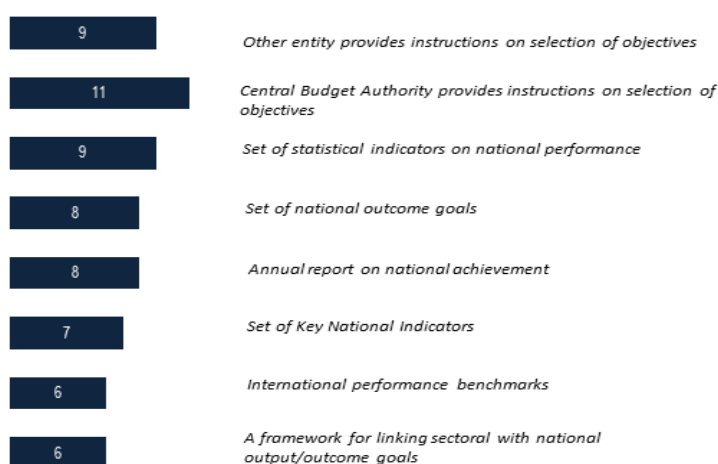 9
Other entity provides instructions on selection of objectives
11
Central Budget Authority provides instructions on selection of
objectives
9
Set of statistical indicators on national performance
8
Set of national outcome goals
8
Annual report on national achievement
7
Set of Key National Indicators
6
International performance benchmarks
6
A framework for linking sectoral with national
output/outcome goals